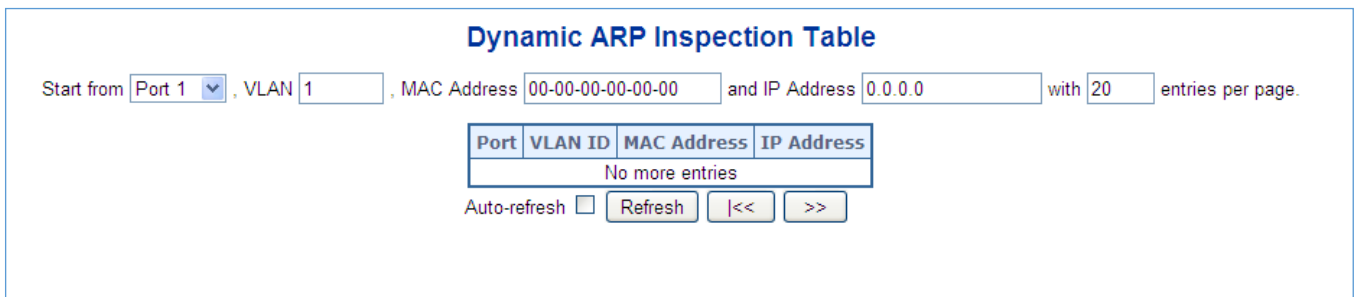 Dynamic ARP Inspection Table
Start from Port 1 , VLAN 1 , MAC Address 00-00-00-00-00-00 and IP Address 0.0.0.0 with 20 entries per page.
Port VLAN ID MAC Address IP Address
No more entries
Auto-refresh Refresh |<< >>